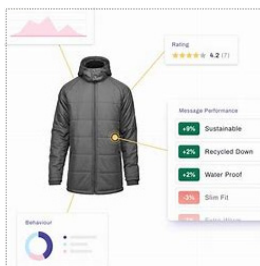 Rating
4.2 (7)
Message Performance
+9% Sustainable
+2% Recycled Down
+2% Water Proof
-3% Slim Fit
Behaviour